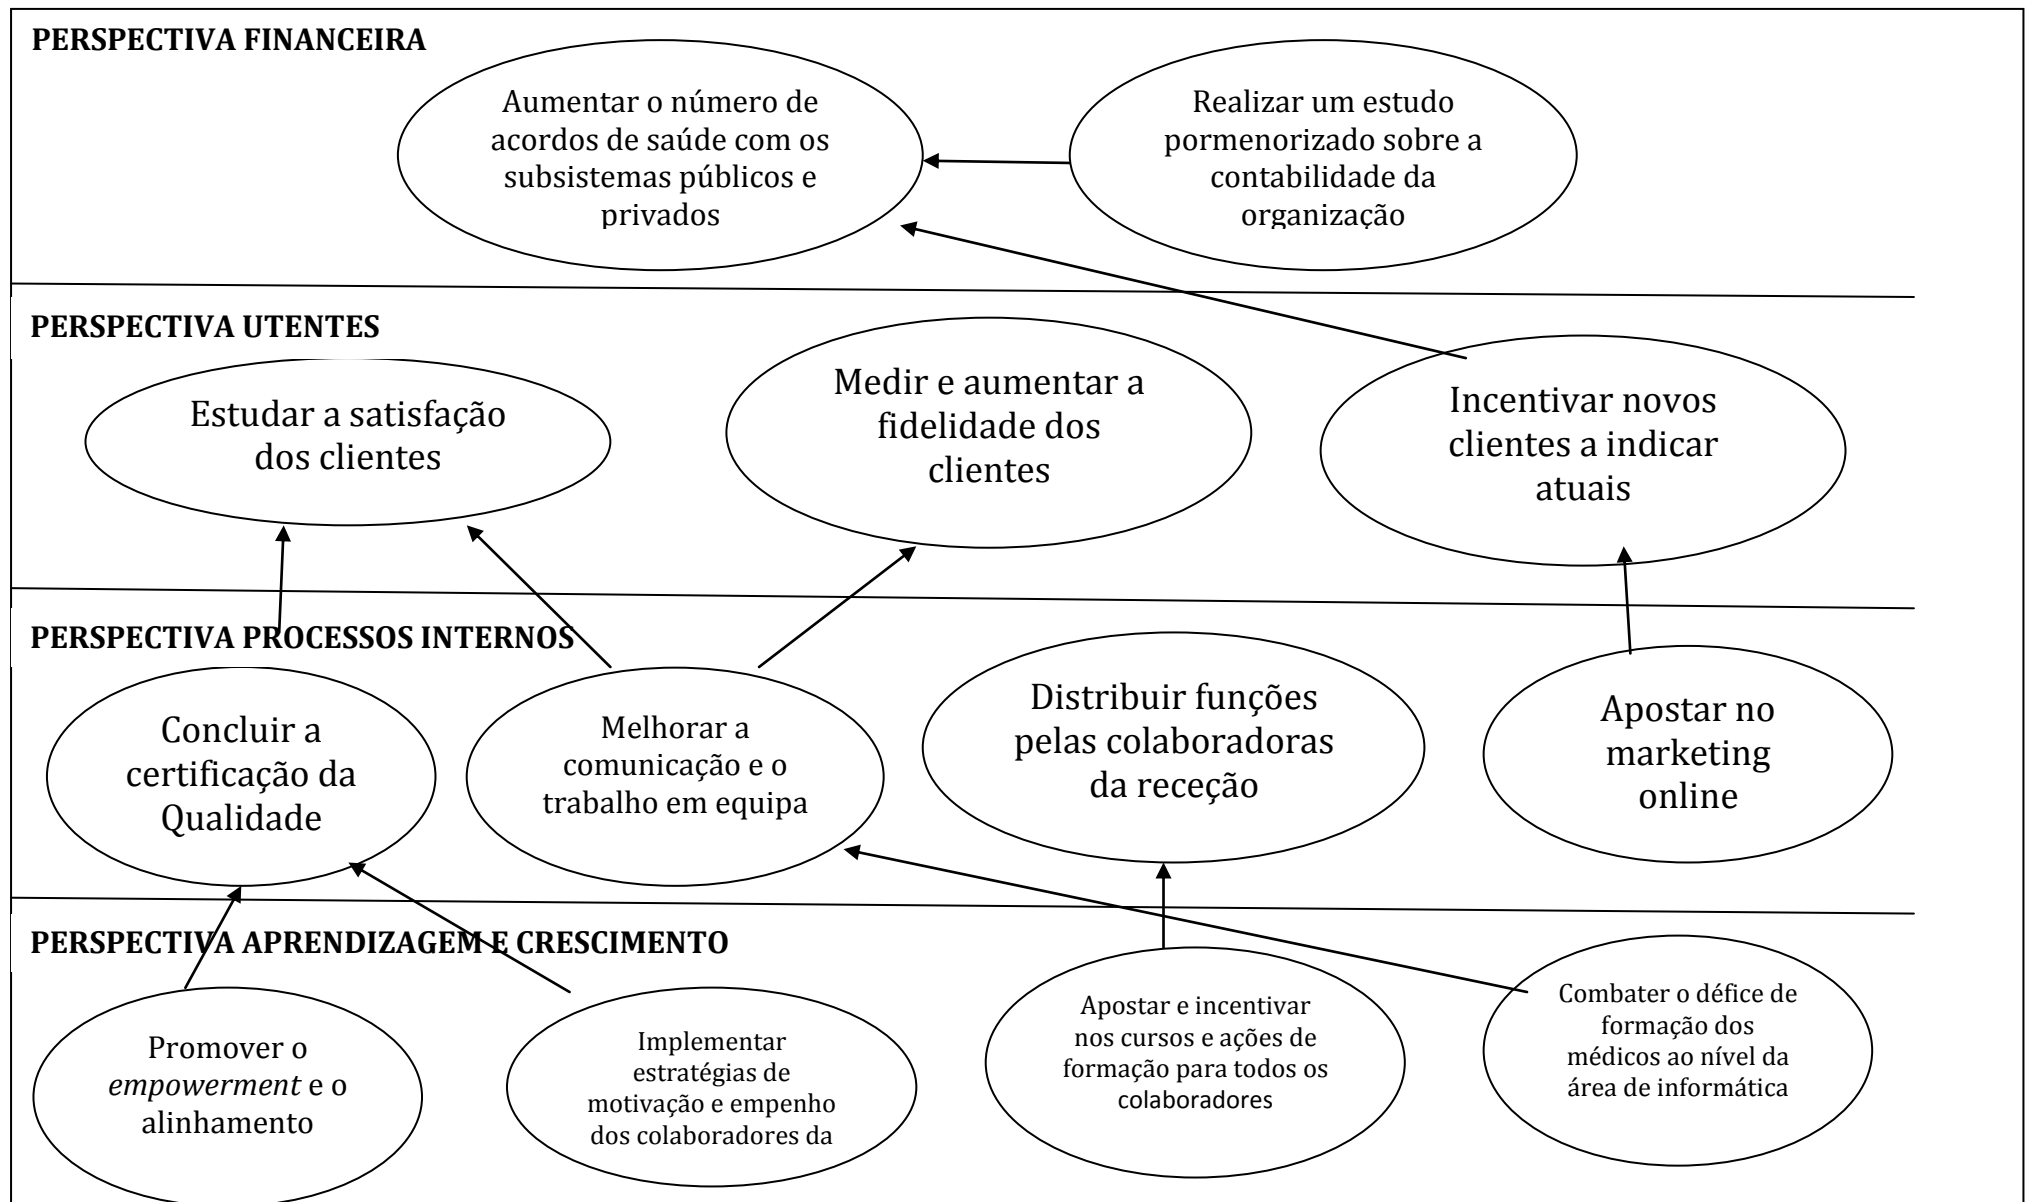 PERSPECTIVA FINANCEIRA
Aumentar o número de
acordos de saúde com os
subsistemas públicos e
privados
Realizar um estudo
pormenorizado sobre a
contabilidade da
organização
PERSPECTIVA UTENTES
Estudar a satisfação
dos clientes
Medir e aumentar a
fidelidade dos
clientes
Incentivar novos
clientes a indicar
atuais
PERSPECTIVA PROCESSOS INTERNOS
Concluir a
certificação da
Qualidade
Melhorar a
comunicação e o
trabalho em equipa
Distribuir funções
pelas colaboradoras
da receção
Apostar no
marketing
online
PERSPECTIVA APRENDIZAGEM E CRESCIMENTO
Promover o
empowerment e o
alinhamento
Implementar
estratégias de
motivação e empenho
dos colaboradores da
Apostar e incentivar
nos cursos e ações de
formação para todos os
colaboradores
Combater o défice de
formação dos
médicos ao nível da
área de informática